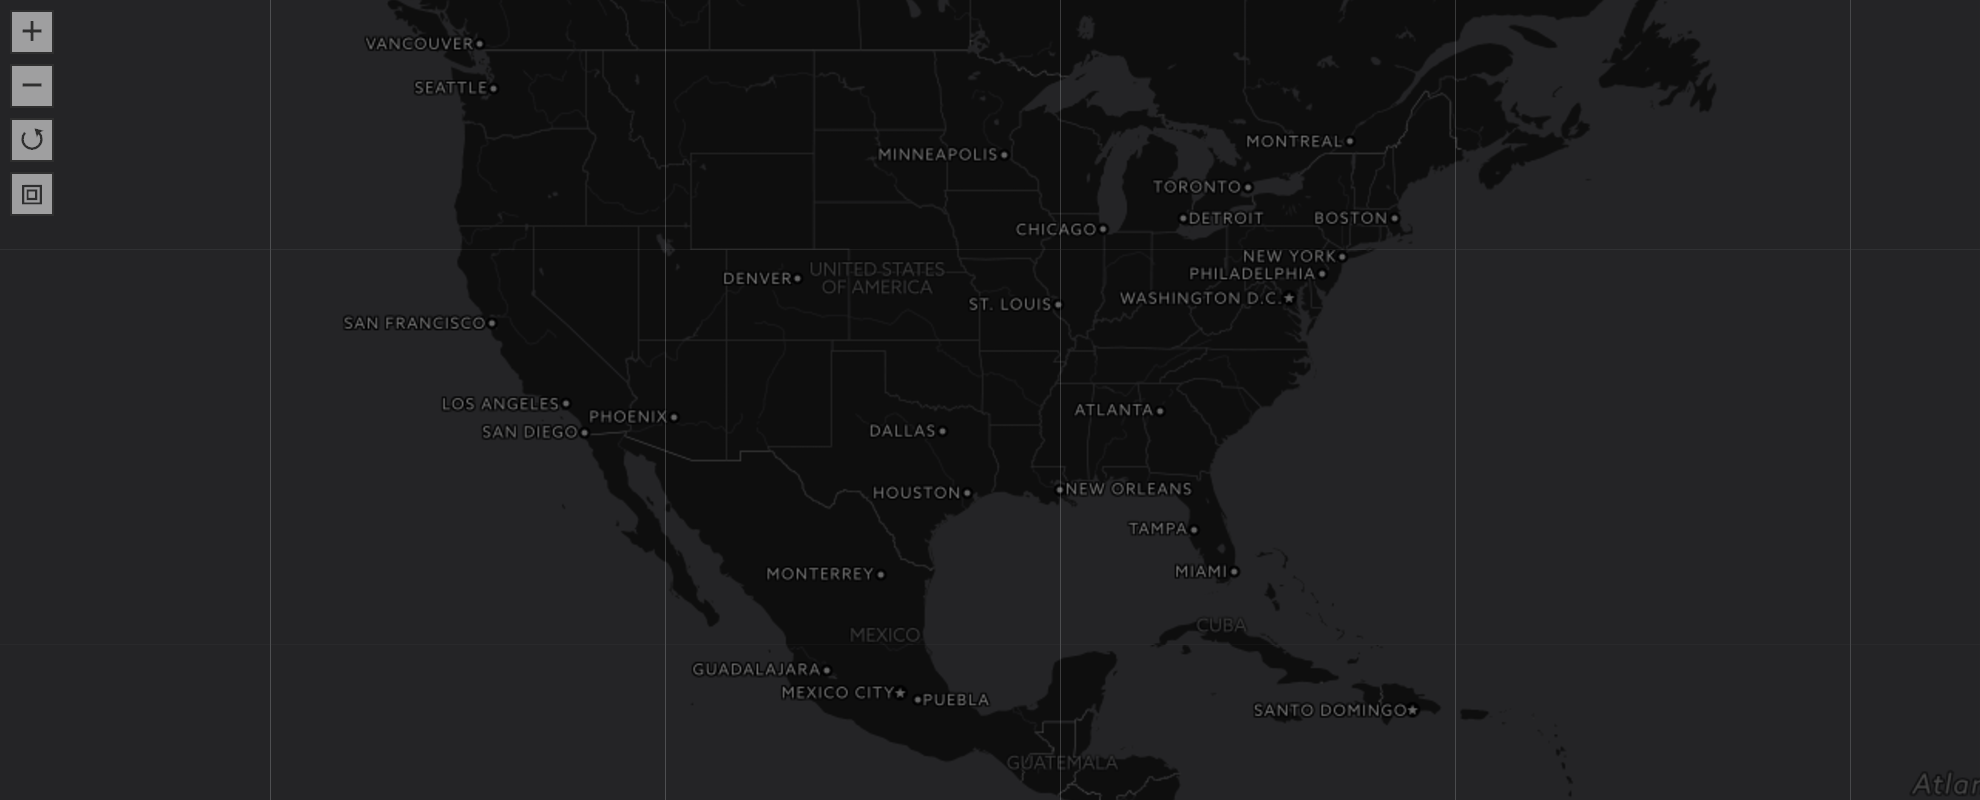 VANCOUVER
SEATTLE
MONTREAL
MINNEAPOLIS
TORONTO
DETROIT
BOSTON
CHICAGO
NEW YORK
UNITED STATES
OF AMERICA
PHILADELPHIA
DENVER
WASHINGTON D.C.
ST. LOUIS
SAN FRANCISCO
LOS ANGELES
PHOENIX
ATLANTA
SAN DIEGO
DALLAS
HOUSTON
NEW ORLEANS
TAMPA
MIAMI
MONTERREY
CUBA
MEXICO
GUADALAJARA
MEXICO CITY
PUEBLA
SANTO DOMINGO
GUATEMALA
Atlan